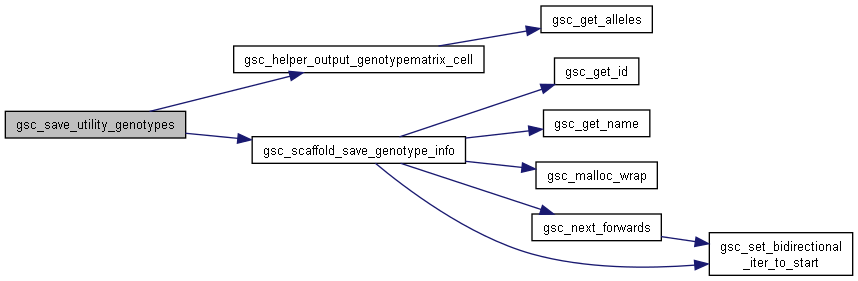 gsc_get_alleles
gsc_helper_output_genotypematrix_cell
gsc_get_id
gsc_save_utility_genotypes
gsc_get_name
gsc_scaffold_save_genotype_info
gsc_malloc_wrap
gsc_next_forwards
gsc_set_bidirectional
_iter_to_start